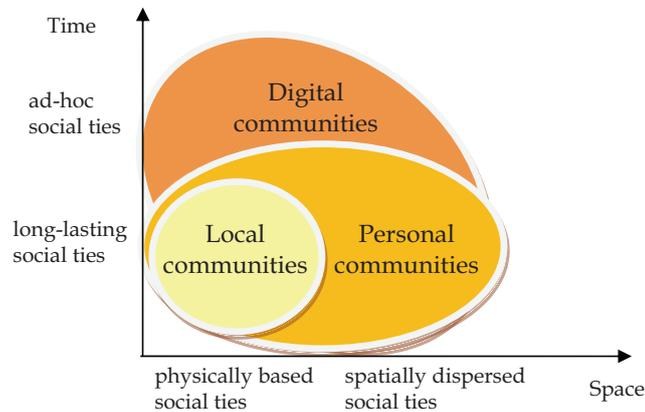 Time
ad-hoc
social ties
Digital
communities
long-lasting
social ties
Local
communities
Personal
communities
physically based
social ties
spatially dispersed
social ties
Space